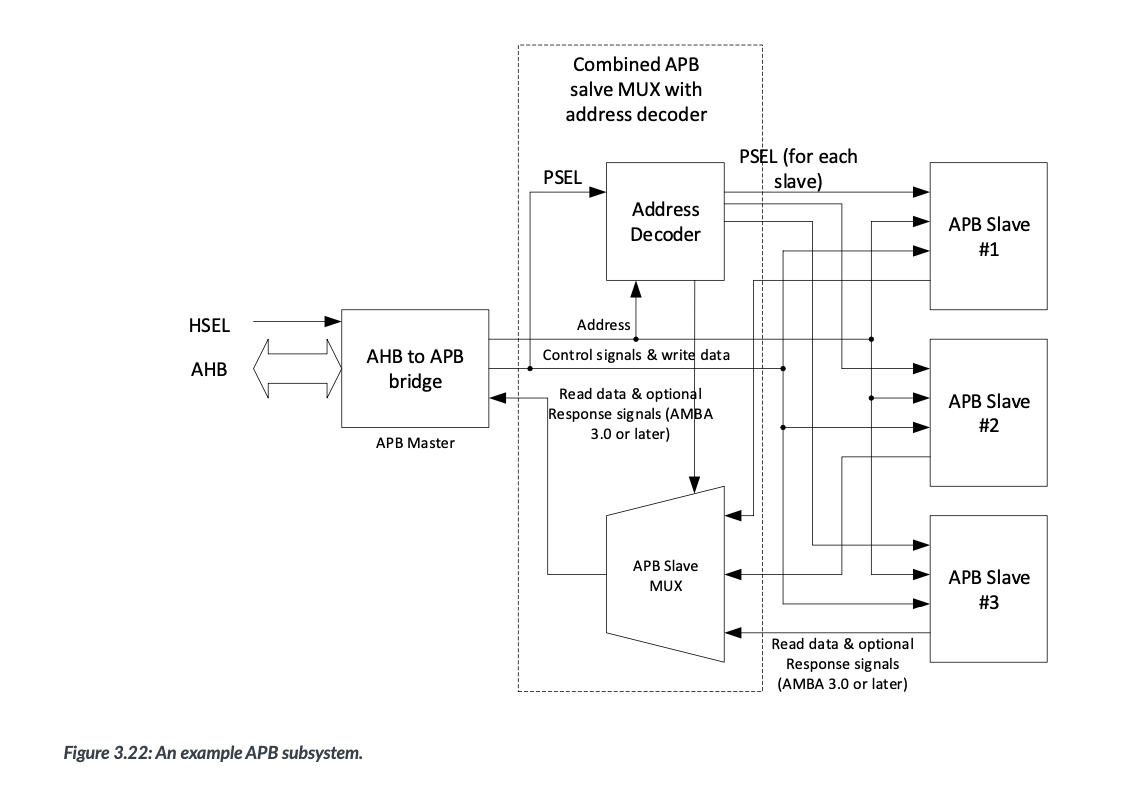 Combined APB
salve MUX with
address decoder
PSEL (for each
slave)
PSEL
Address
Decoder
APB Slave
#1
HSEL
AHB
AHB to APB
bridge
APB Master
Address
Control signals & write data
Read data & optional
Response signals (AMBA
3.0 or later)
APB Slave
#2
APB Slave
MUX
APB Slave
#3
Read data & optional
Response signals
(AMBA 3.0 or later)
Figure 3.22: An example APB subsystem.